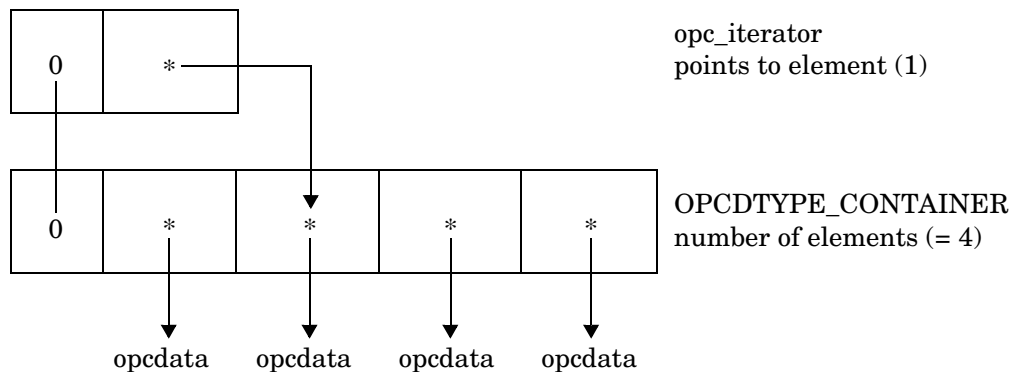 opc_iterator
0 * points to element (1)
OPCDTYPE_CONTAINER
0 * * * * number of elements (= 4)
opcdata opcdata opcdata opcdata